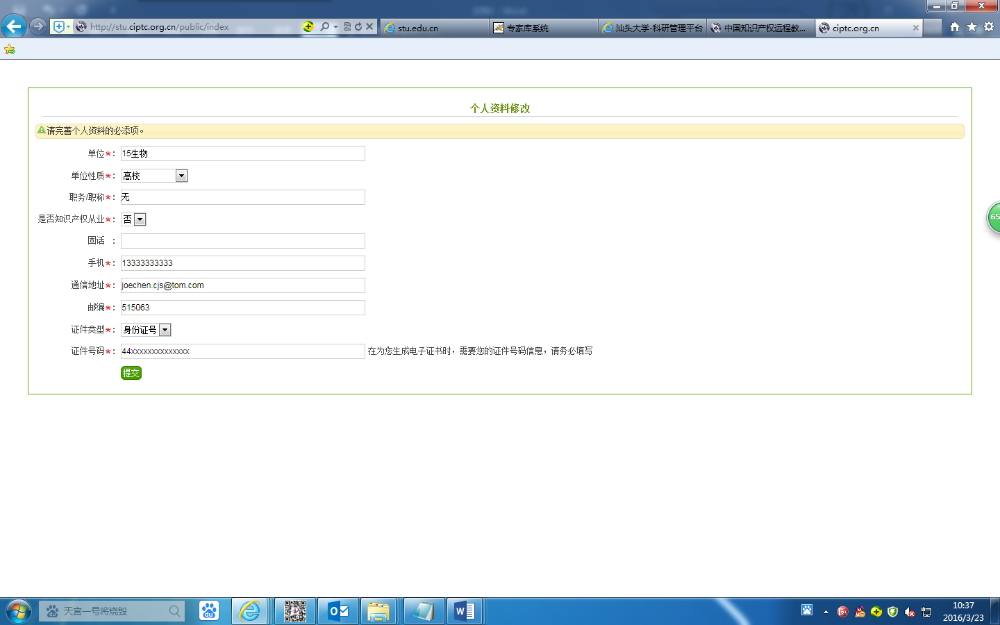 http://stu.ciptc.org.cn/public/index
stu.edu.cn
专家库系统
汕头大学-科研管理平台
中国知识产权远程教...
ciptc.org.cn
个人资料修改
请完善个人资料的必添项。
单位*： 15生物
单位性质*： 高校
职务/职称*： 无
是否知识产权从业*： 否
固话 ：
手机*： 13333333333
通信地址*： joechen.cjs@tom.com
邮编*： 515063
证件类型*： 身份证号
证件号码*： 44xxxxxxxxxxxxxx 在为您生成电子证书时，需要您的证件号码信息，请务必填写
提交
65
天宫一号将烧毁
du
10:37
2016/3/23